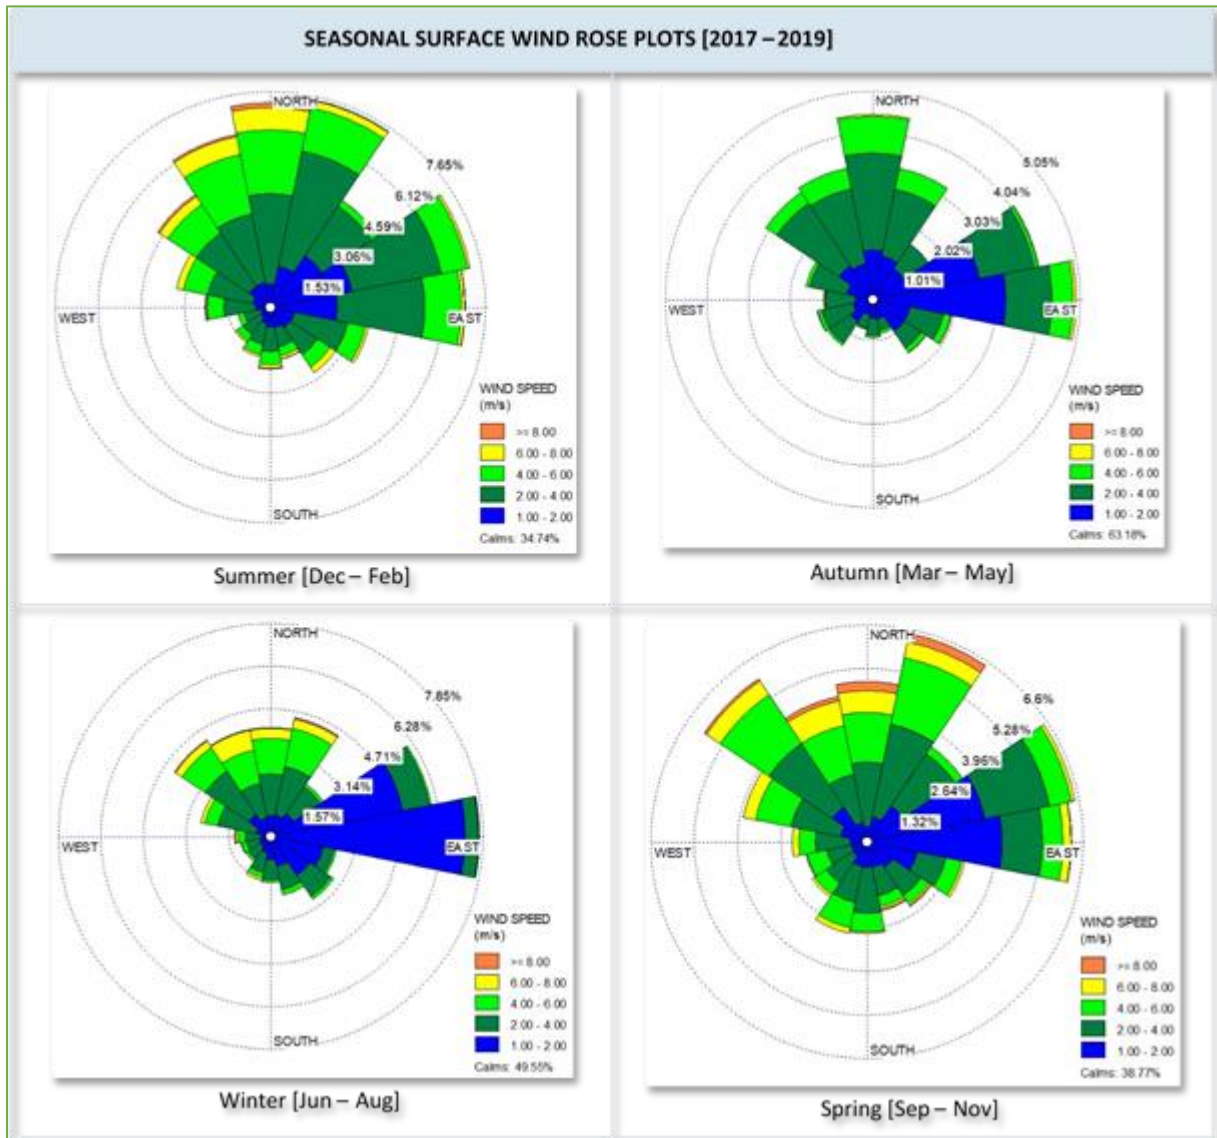 SEASONAL SURFACE WIND ROSE PLOTS [2017 – 2019]
NORTH
7.65%
6.12%
4.59%
3.06%
1.53%
WEST
EAST
WIND SPEED
(m/s)
>= 8.00
6.00 - 8.00
4.00 - 6.00
2.00 - 4.00
SOUTH
1.00 - 2.00
Calms: 34.74%
Summer [Dec – Feb]
NORTH
5.05%
4.04%
3.03%
2.02%
1.01%
WEST
EAST
WIND SPEED
(m/s)
>= 8.00
6.00 - 8.00
4.00 - 6.00
2.00 - 4.00
SOUTH
1.00 - 2.00
Calms: 63.18%
Autumn [Mar – May]
NORTH
7.85%
6.28%
4.71%
3.14%
1.57%
WEST
EAST
WIND SPEED
(m/s)
>= 8.00
6.00 - 8.00
4.00 - 6.00
2.00 - 4.00
SOUTH
1.00 - 2.00
Calms: 49.55%
Winter [Jun – Aug]
NORTH
6.6%
5.28%
3.96%
2.64%
1.32%
WEST
EAST
WIND SPEED
(m/s)
>= 8.00
6.00 - 8.00
4.00 - 6.00
2.00 - 4.00
SOUTH
1.00 - 2.00
Calms: 38.77%
Spring [Sep – Nov]